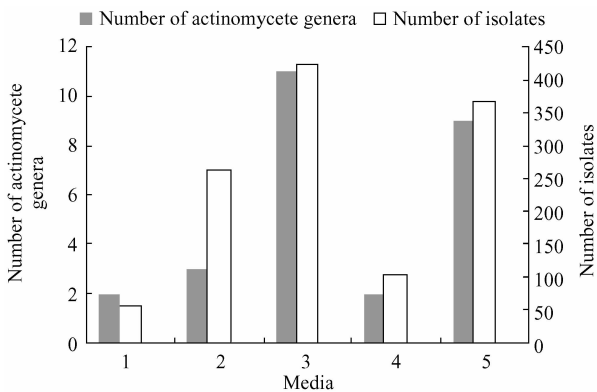 Number of actinomycete genera Number of isolates
12
10
8
6
4
2
0
Number of actinomycete
genera
450
400
350
300
250
200
150
100
50
0
Number of isolates
1 2 3 4 5
Media